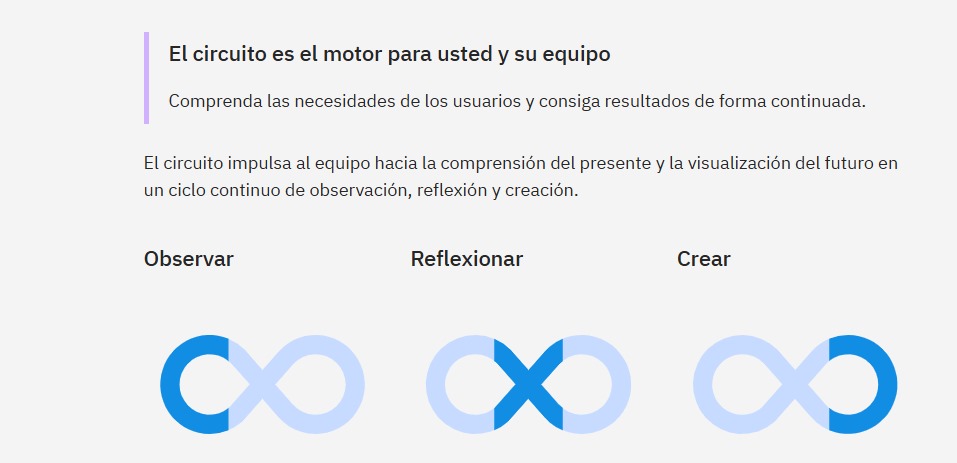 El circuito es el motor para usted y su equipo
Comprenda las necesidades de los usuarios y consiga resultados de forma continuada.
El circuito impulsa al equipo hacia la comprensión del presente y la visualización del futuro en
un ciclo continuo de observación, reflexión y creación.
Observar
Reflexionar
Crear